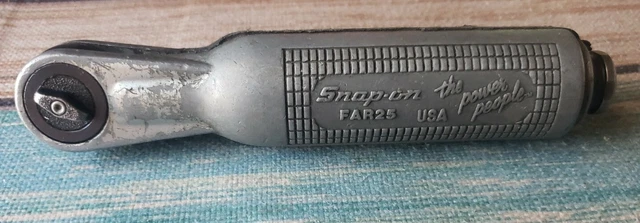 Snap-on the power people
FAR25 USA